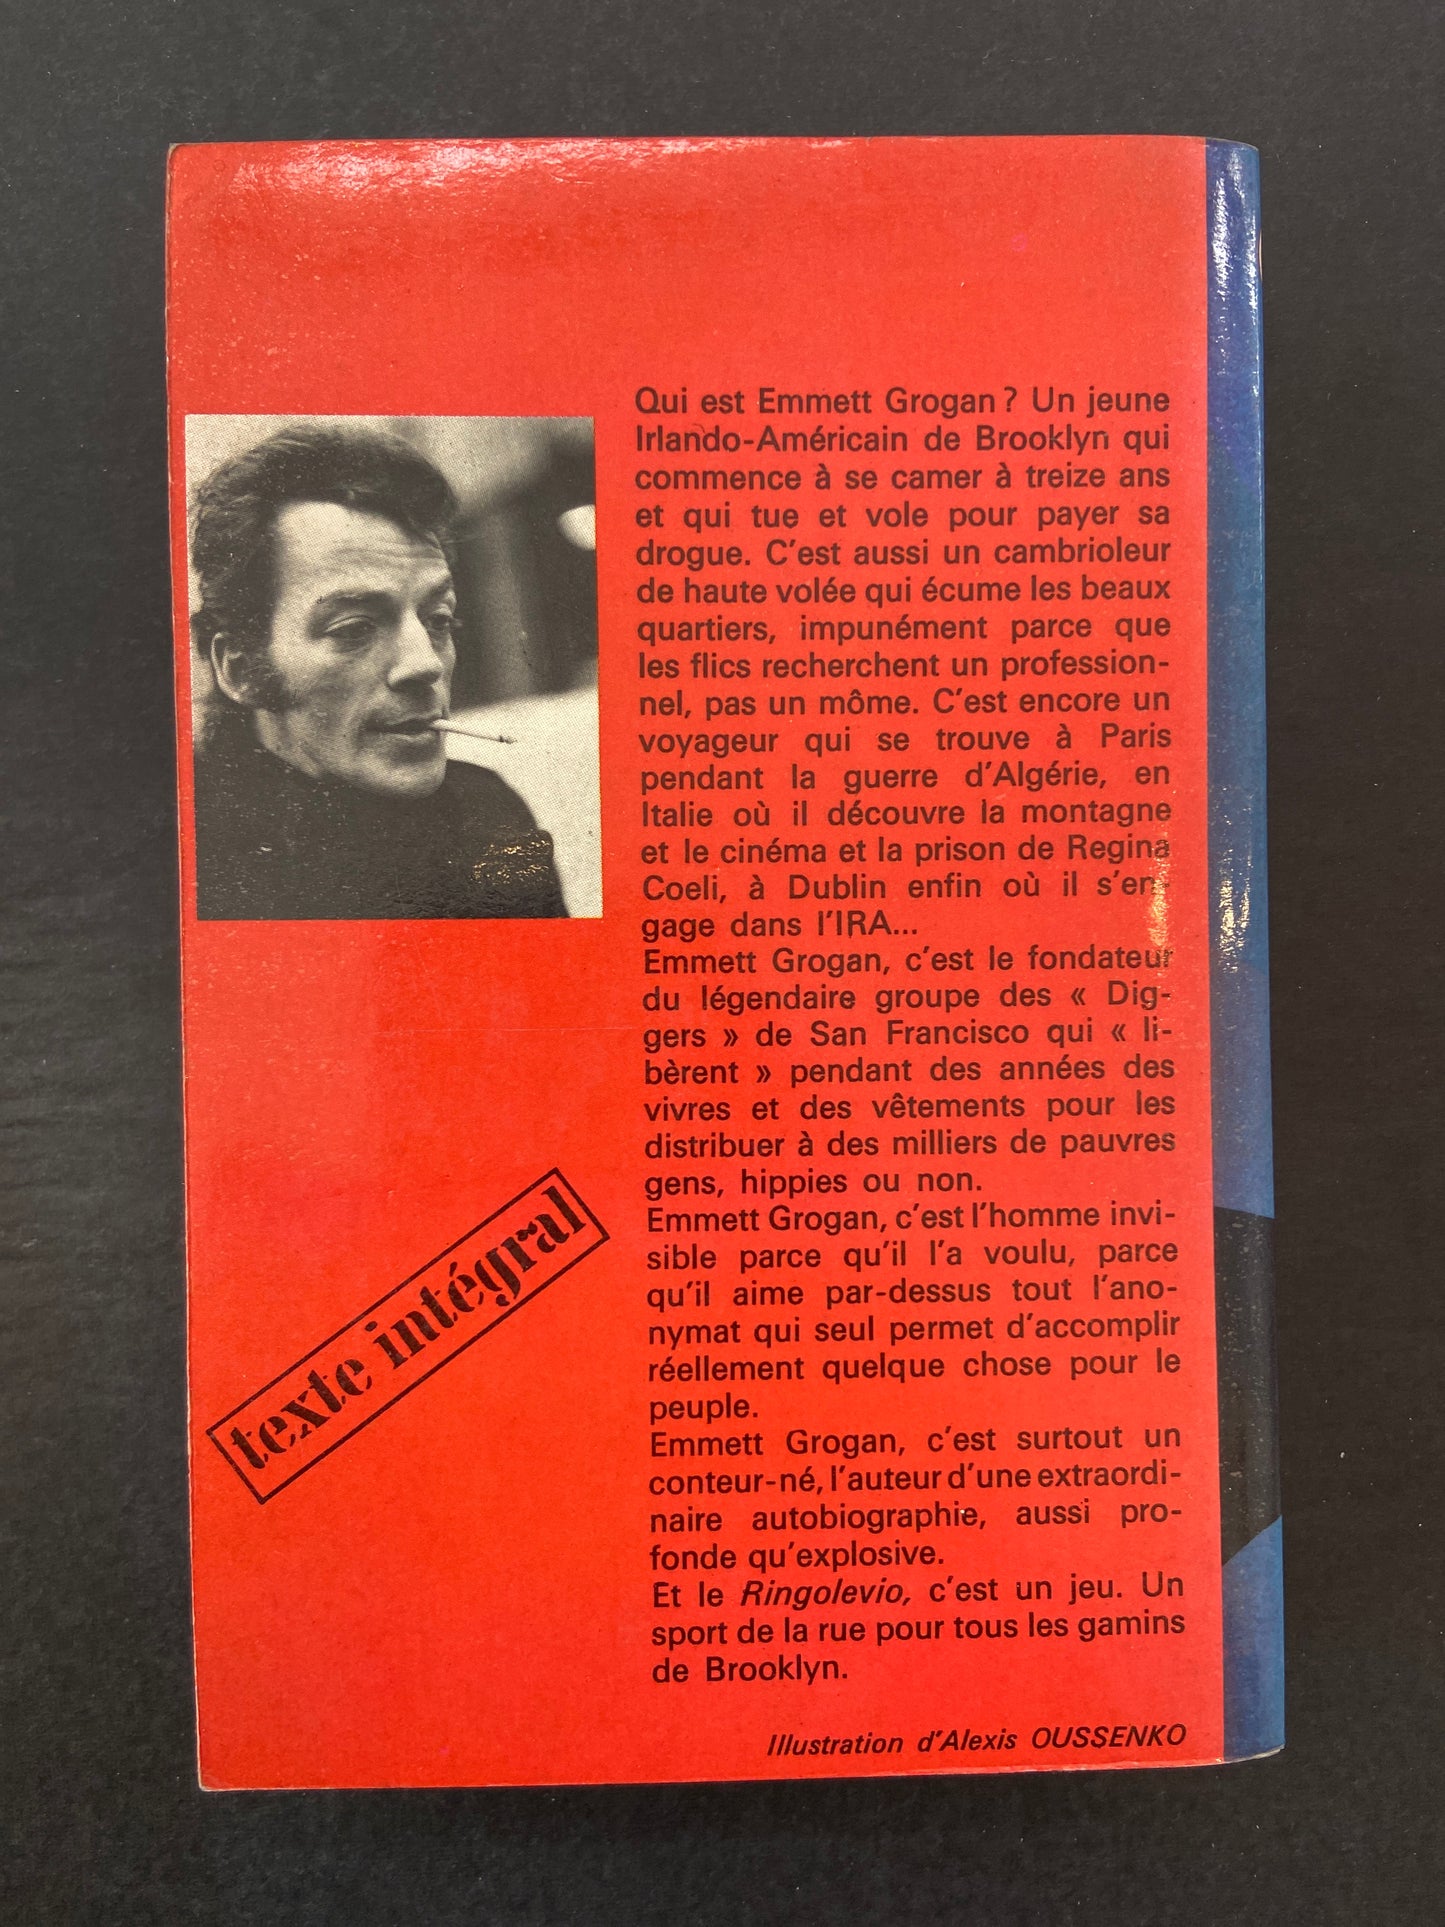 Qui est Emmett Grogan ? Un jeune
Irlando-Américain de Brooklyn qui
commence à se camer à treize ans
et qui tue et vole pour payer sa
drogue. C'est aussi un cambrioleur
de haute volée qui écume les beaux
quartiers, impunément parce que
les flics recherchent un profession-
nel, pas un môme. C'est encore un
voyageur qui se trouve à Paris
pendant la guerre d'Algérie, en
Italie où il découvre la montagne
et le cinéma et la prison de Regina
Coeli, à Dublin enfin où il s'en-
gage dans l'IRA...
Emmett Grogan, c'est le fondateur
du légendaire groupe des « Dig-
gers » de San Francisco qui « li-
bèrent » pendant des années des
vivres et des vêtements pour les
distribuer à des milliers de pauvres
gens, hippies ou non.
Emmett Grogan, c'est l'homme invi-
sible parce qu'il l'a voulu, parce
qu'il aime par-dessus tout l'ano-
nymat qui seul permet d'accomplir
réellement quelque chose pour le
peuple.
Emmett Grogan, c'est surtout un
conteur-né, l'auteur d'une extraordi-
naire autobiographie, aussi pro-
fonde qu'explosive.
Et le Ringolevio, c'est un jeu. Un
sport de la rue pour tous les gamins
de Brooklyn.
texte intégral
Illustration d'Alexis OUSSENKO